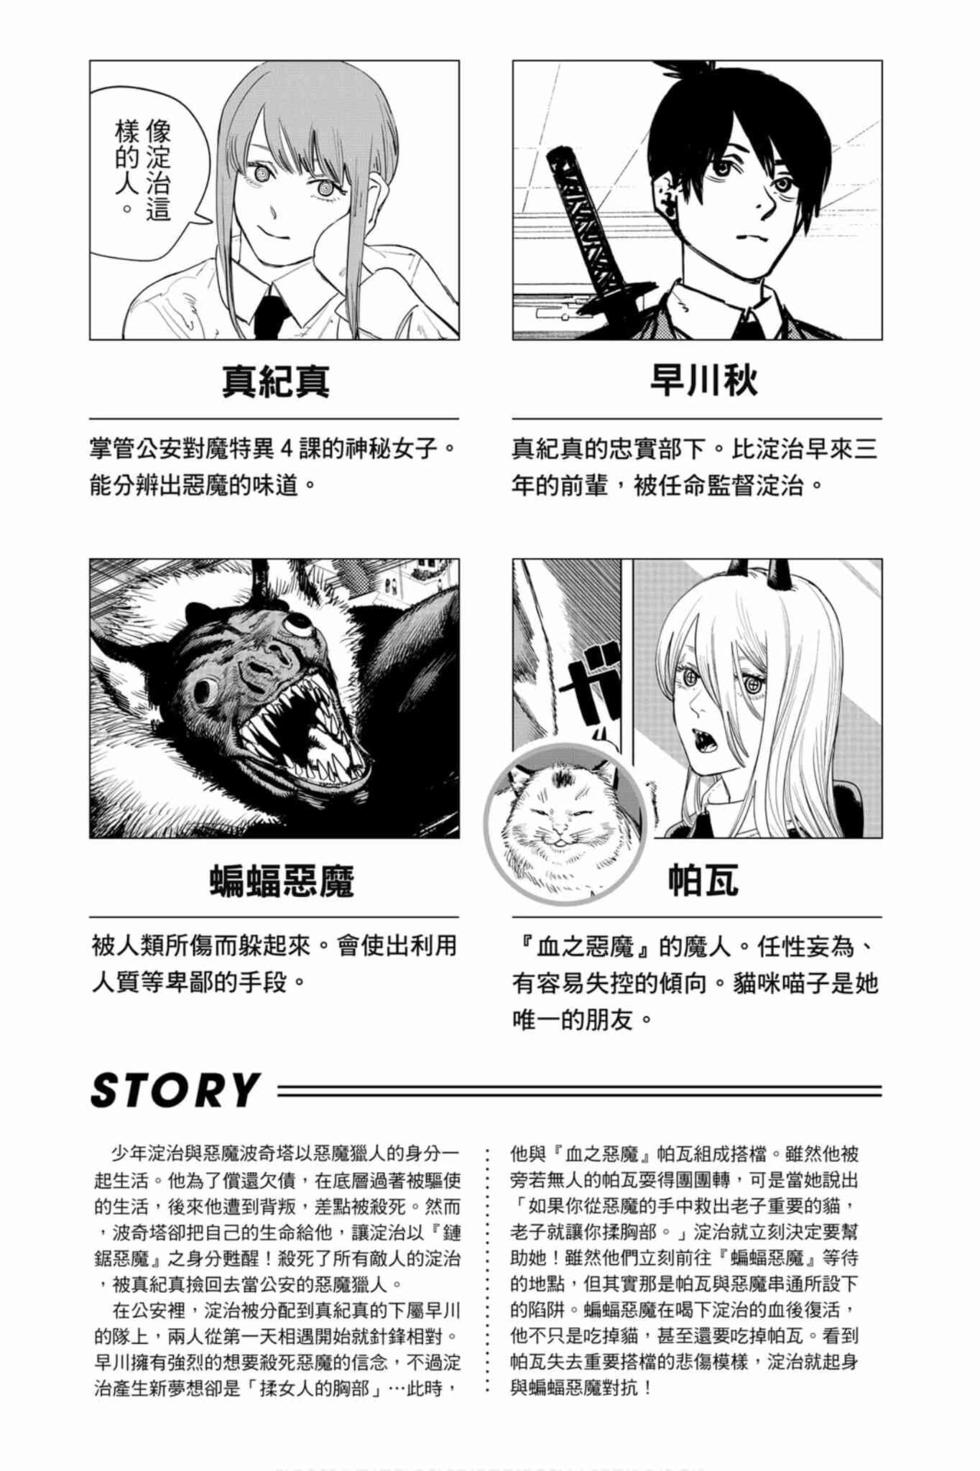 像淀治這
樣的人。
真紀真
掌管公安對魔特異4課的神秘女子。
能分辨出惡魔的味道。
早川秋
真紀真的忠實部下。比淀治早來三
年的前輩，被任命監督淀治。
蝙蝠惡魔
被人類所傷而躲起來。會使出利用
人質等卑鄙的手段。
ガ
帕瓦
『血之惡魔』的魔人。任性妄為、
有容易失控的傾向。貓咪喵子是她
唯一的朋友。
STORY
少年淀治與惡魔波奇塔以惡魔獵人的身分一
起生活。他為了償還欠債，在底層過著被驅使
的生活，後來他遭到背叛，差點被殺死。然而
，波奇塔卻把自己的生命給他，讓淀治以『鏈
鋸惡魔』之身分甦醒！殺死了所有敵人的淀治
，被真紀真撿回去當公安的惡魔獵人。
在公安裡，淀治被分配到真紀真的下屬早川
的隊上，兩人從第一天相遇開始就針鋒相對。
早川擁有強烈的想要殺死惡魔的信念，不過淀
治產生新夢想卻是「揉女人的胸部」…此時，
他與『血之惡魔』帕瓦組成搭檔。雖然他被
旁若無人的帕瓦耍得團團轉，可是當她說出
「如果你從惡魔的手中救出老子重要的貓，
老子就讓你揉胸部。」淀治就立刻決定要幫
助她！雖然他們立刻前往『蝙蝠惡魔』等待
的地點，但其實那是帕瓦與惡魔串通所設下
的陷阱。蝙蝠惡魔在喝下淀治的血後復活，
他不只是吃掉貓，甚至還要吃掉帕瓦。看到
帕瓦失去重要搭檔的悲傷模樣，淀治就起身
與蝙蝠惡魔對抗！